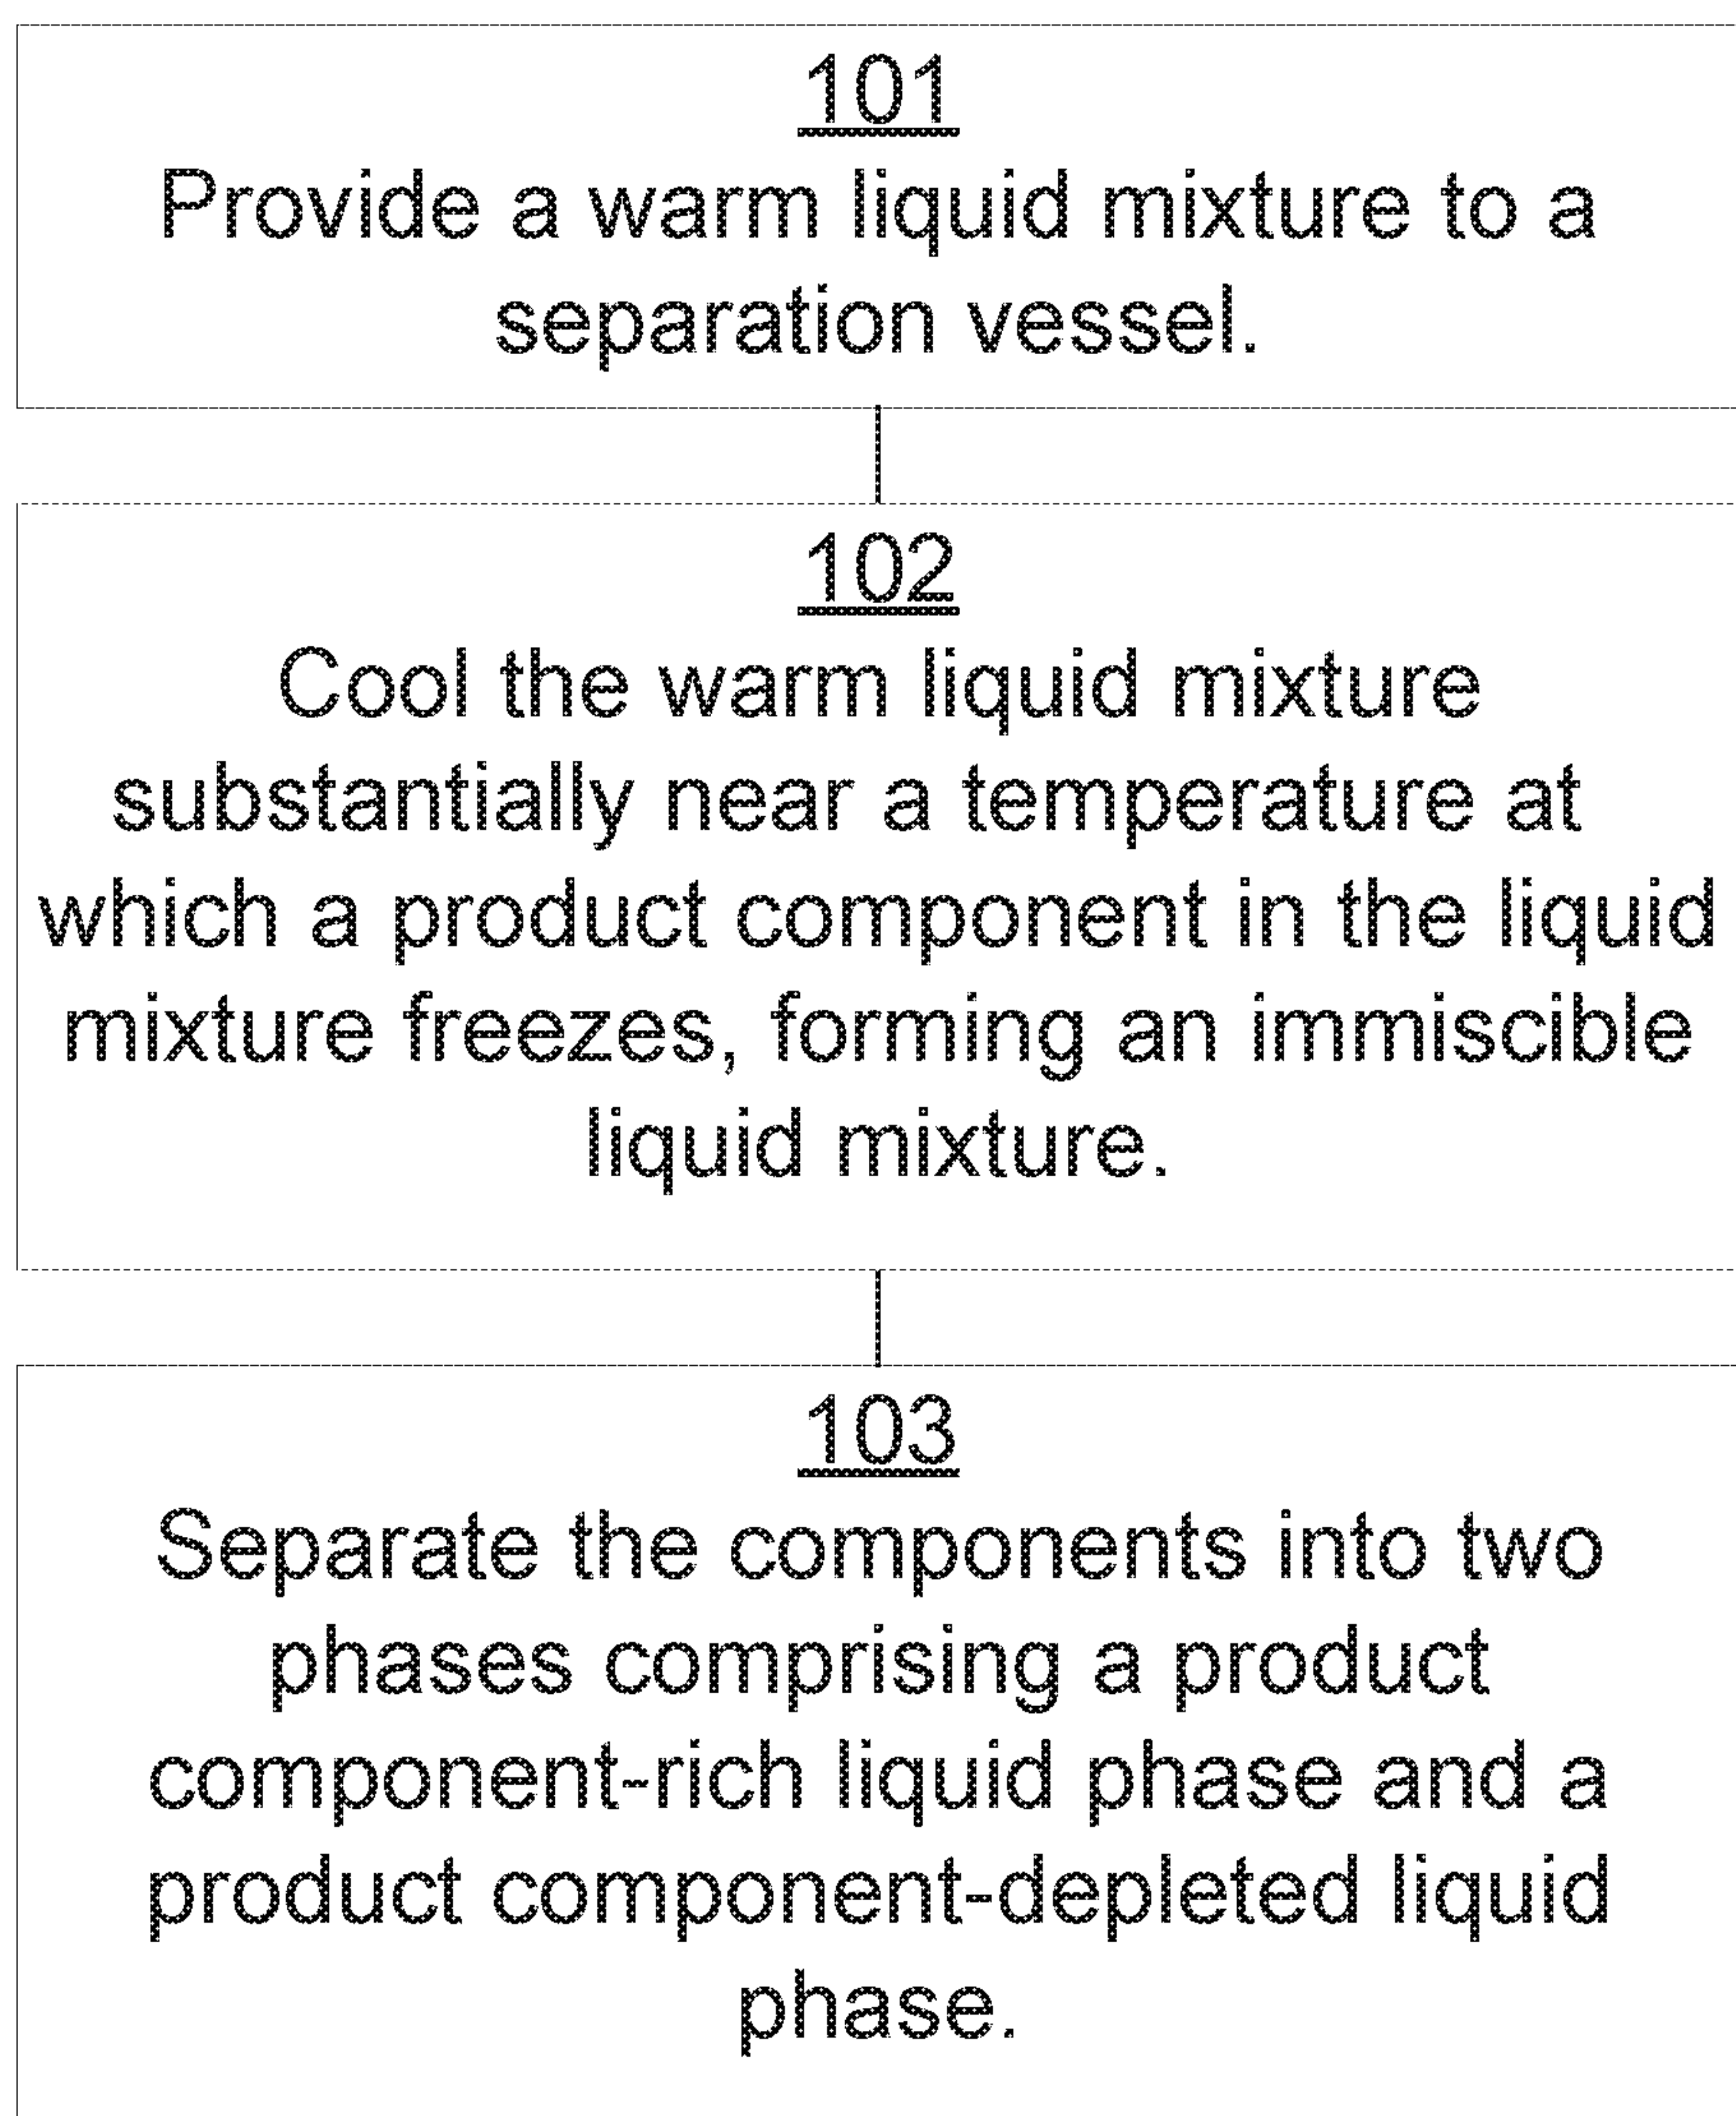 101
Provide a warm liquid mixture to a
separation vessel.
102
Cool the warm liquid mixture
substantially near a temperature at
which a product component in the liquid
mixture freezes, forming an immiscible
liquid mixture.
103
Separate the components into two
phases comprising a product
component-rich liquid phase and a
product component-depleted liquid
phase.